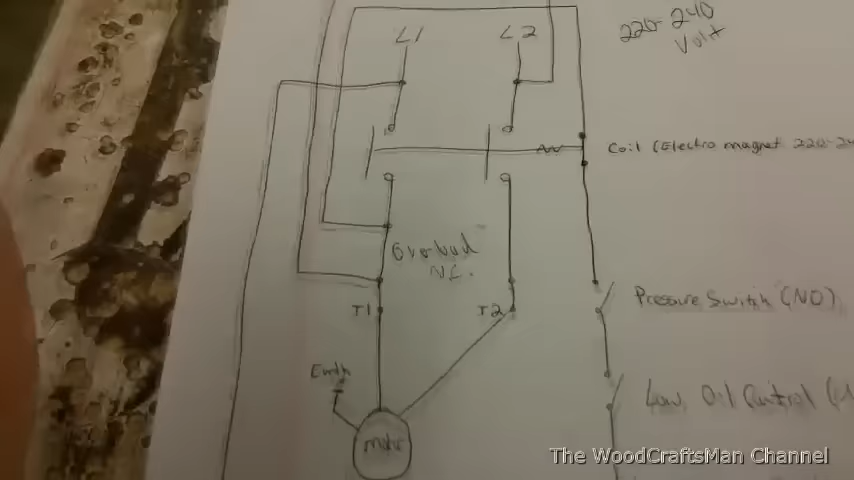 L1
L2
220-240
Volt
Coil (Electro magnet 220-24
Overload
N.C.
Pressure Switch (NO)
T1
T2
Earth
Low Oil Control (
motor
The WoodCraftsMan Channel